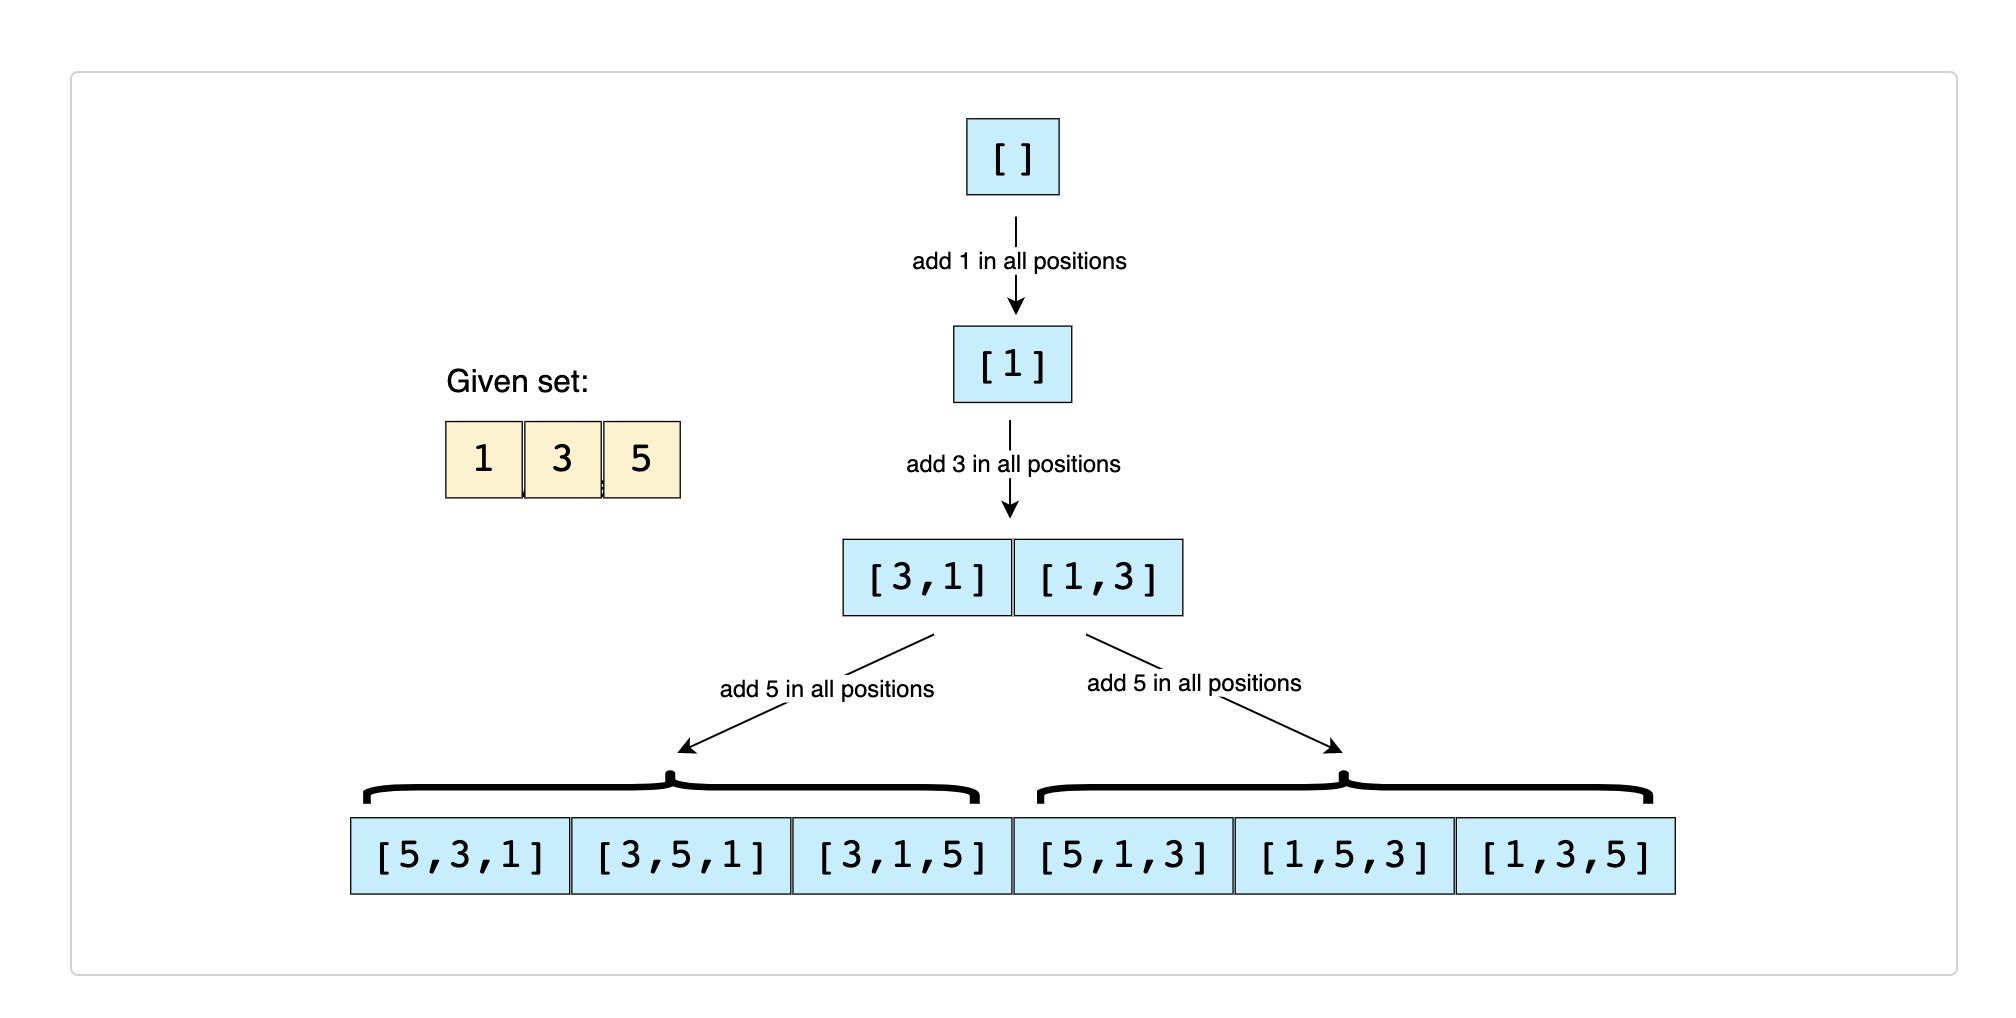 []
add 1 in all positions
[1]
Given set:
1 3 5
add 3 in all positions
[3,1] [1,3]
add 5 in all positions
add 5 in all positions
[5,3,1] [3,5,1] [3,1,5] [5,1,3] [1,5,3] [1,3,5]